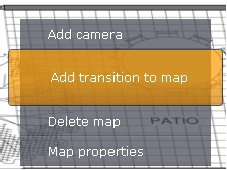 Add camera
Add transition to map
Delete map
PATIO
Map properties